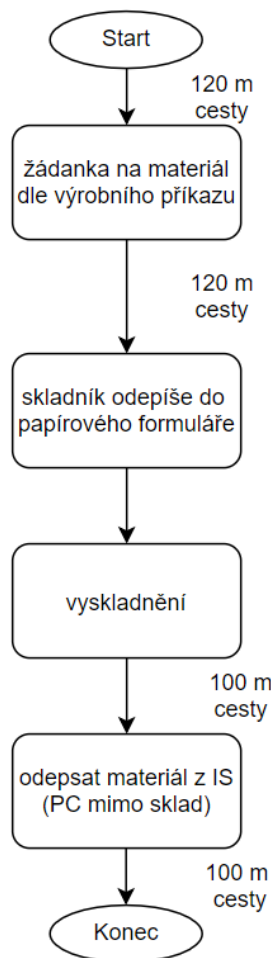 Start
120 m
cesty
žádanka na materiál
dle výrobního příkazu
120 m
cesty
skladník odepíše do
papírového formuláře
vyskladnění
100 m
cesty
odepsat materiál z IS
(PC mimo sklad)
100 m
cesty
Konec